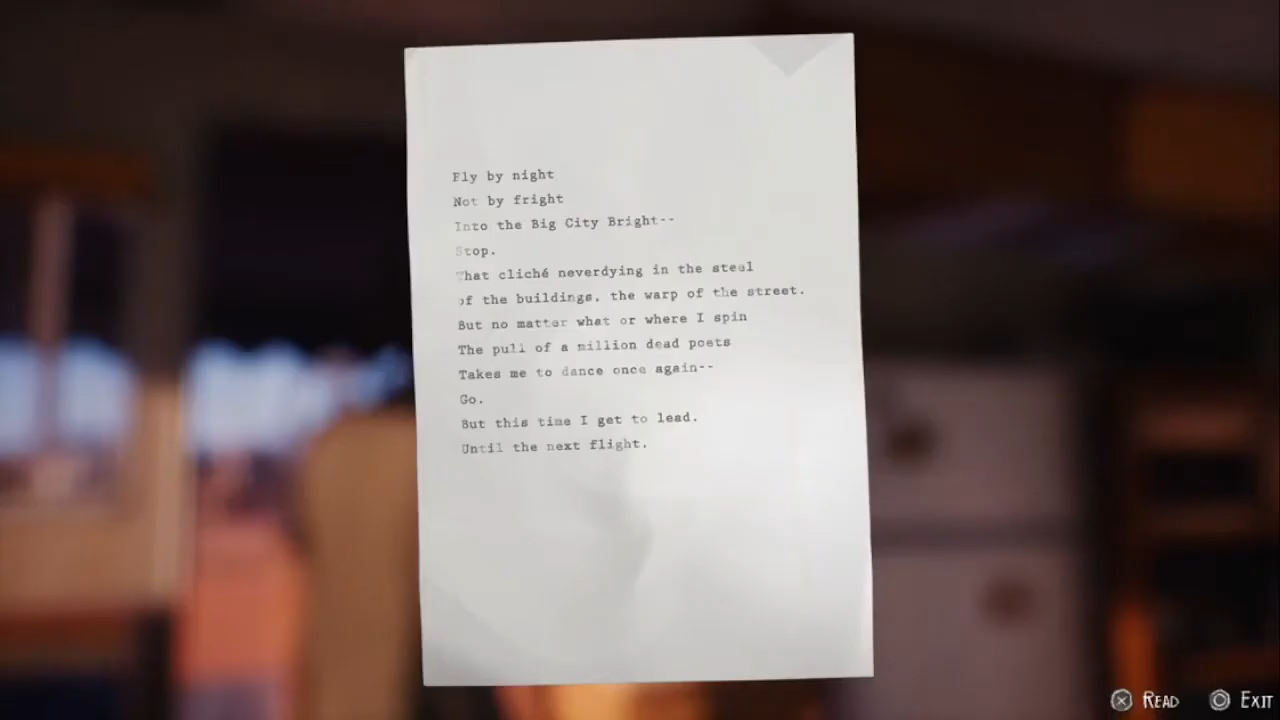 Fly by night
Not by fright
Into the Big City Bright--
Stop.
That cliché neverdying in the steel
of the buildings, the warp of the street.
But no matter what or where I spin
The pull of a million dead poets
Takes me to dance once again--
Go.
But this time I get to lead.
Until the next flight.
READ
EXIT